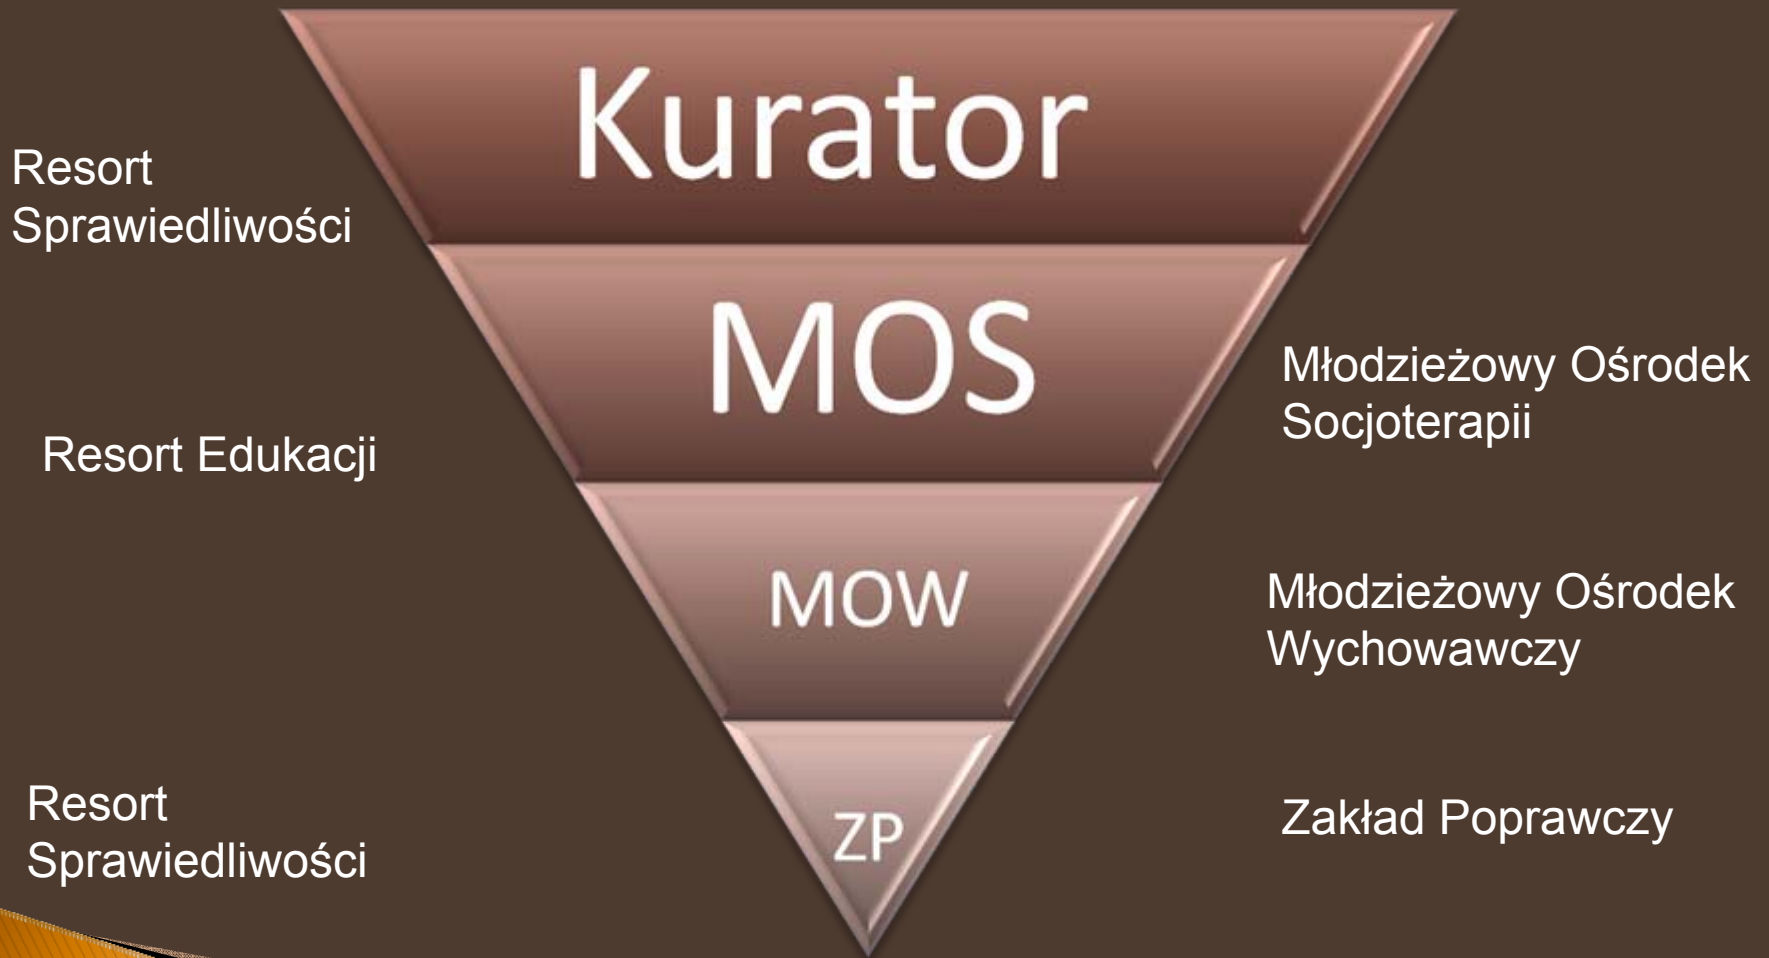 Kurator
Resort
Sprawiedliwości
MOS
Młodzieżowy Ośrodek
Socjoterapii
Resort Edukacji
MOW
Młodzieżowy Ośrodek
Wychowawczy
Resort
Sprawiedliwości
ZP
Zakład Poprawczy